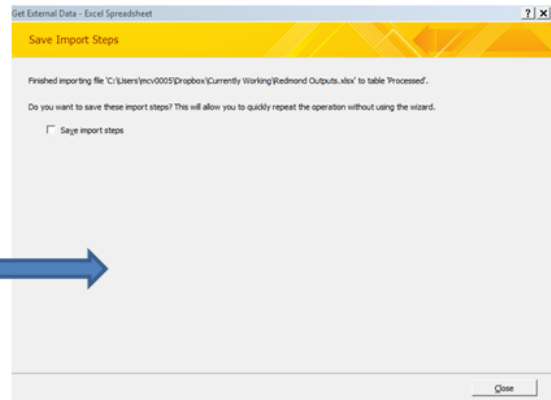 Get External Data - Excel Spreadsheet
Save Import Steps
Finished importing file 'C:\Users\mcv0005\Dropbox\Currently Working\Redmond Outputs.xlsx' to table 'Processed'.
Do you want to save these import steps? This will allow you to quickly repeat the operation without using the wizard.
Save import steps
Close